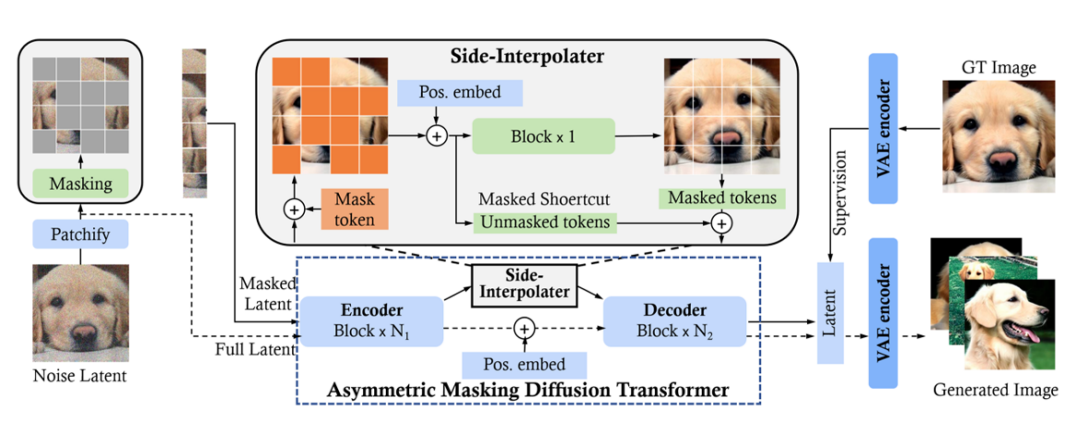 Side-Interpolater
Pos. embed
Block x 1
Mask
token
Masked Shoertcut
Unmasked tokens
Masked tokens
Masking
Patchify
Noise Latent
Masked
Latent
Full Latent
Encoder
Block x N₁
Side-
Interpolater
Pos. embed
Decoder
Block x N₂
Asymmetric Masking Diffusion Transformer
GT Image
VAE encoder
Supervision
Latent
VAE encoder
Generated Image